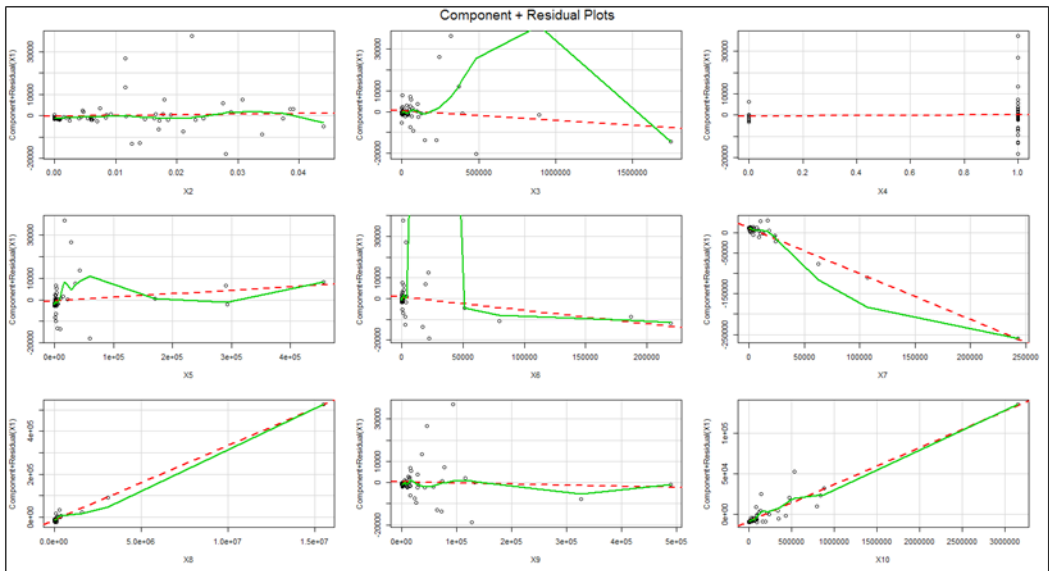 Component + Residual Plots
Component+Residual(X1)
-20000 0 10000 30000
0.00 0.01 0.02 0.03 0.04
X2
Component+Residual(X1)
-20000 0 10000 30000
0 500000 1000000 1500000
X3
Component+Residual(X1)
-20000 0 10000 30000
0.0 0.2 0.4 0.6 0.8 1.0
X4
Component+Residual(X1)
-20000 0 10000 30000
0e+00 1e+05 2e+05 3e+05 4e+05
X5
Component+Residual(X1)
-20000 0 10000 30000
0 50000 100000 150000 200000
X6
Component+Residual(X1)
-250000 -150000 -50000 0
0 50000 100000 150000 200000 250000
X7
Component+Residual(X1)
0e+00 2e+05 4e+05
0.0e+00 5.0e+06 1.0e+07 1.5e+07
X8
Component+Residual(X1)
-20000 0 10000 30000
0e+00 1e+05 2e+05 3e+05 4e+05 5e+05
X9
Component+Residual(X1)
0e+00 5e+04 1e+05
0 500000 1000000 1500000 2000000 2500000 3000000
X10